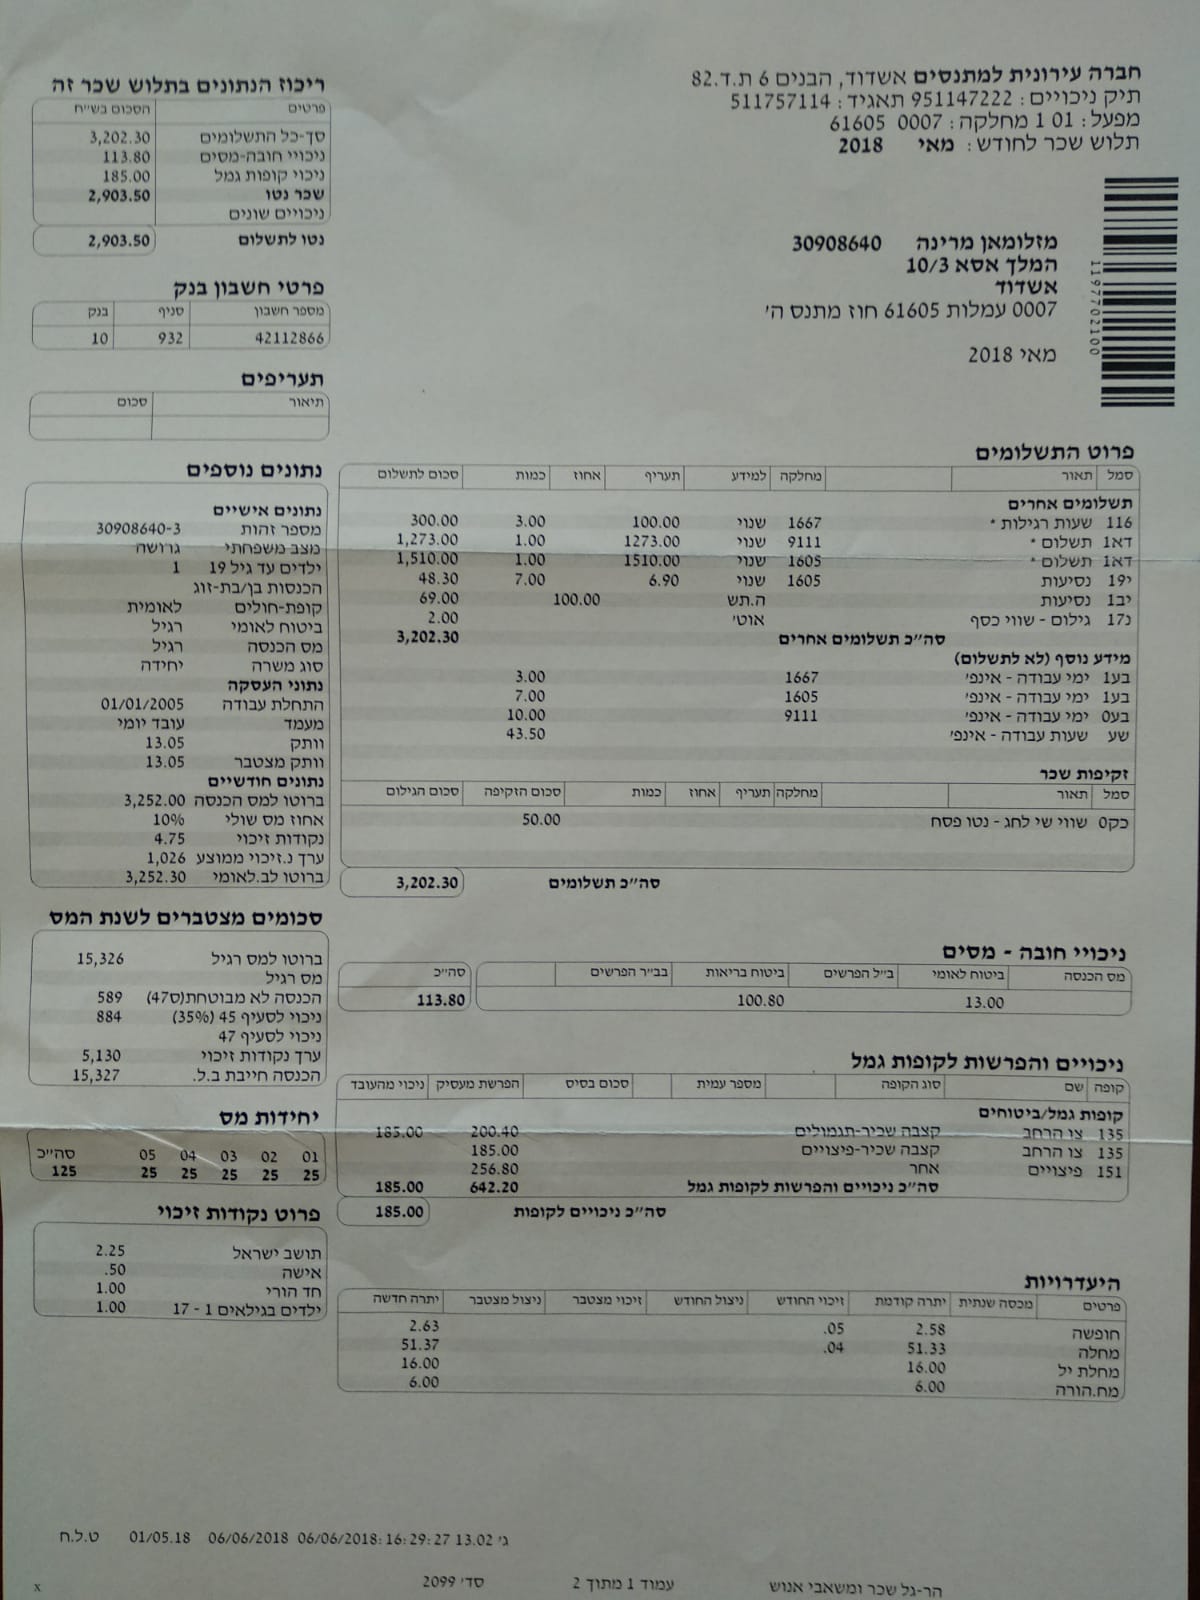 חברה עירונית למתנסים אשדוד, הבנים 6 ת.ד.82
תיק ניכויים: 951147222 תאגיד: 511757114
מפעל: 01 1 מחלקה: 0007 61605
תלוש שכר לחודש: מאי 2018
1197702100
מזלומאן מרינה 30908640
המלך אסא 10/3
אשדוד
0007 עמלות 61605 חוז מתנס ה'
מאי 2018
ריכוז הנתונים בתלוש שכר זה
פרטים הסכום בש"ח
סך-כל התשלומים 3,202.30
ניכויי חובה-מסים 113.80
ניכוי קופות גמל 185.00
שכר נטו 2,903.50
ניכויים שונים
נטו לתשלום 2,903.50
פרטי חשבון בנק
מספר חשבון סניף בנק
42112866 932 10
תעריפים
תיאור סכום
פרוט התשלומים
סמל תאור מחלקה למידע תעריף אחוז כמות סכום לתשלום
תשלומים אחרים
116 שעות רגילות * 1667 שנוי 100.00 3.00 300.00
דא1 תשלום * 9111 שנוי 1273.00 1.00 1,273.00
דא1 תשלום * 1605 שנוי 1510.00 1.00 1,510.00
י19 נסיעות 1605 שנוי 6.90 7.00 48.30
יב1 נסיעות ה.תש 100.00 69.00
נ17 גילום - שווי כסף אוט' 2.00
סה"כ תשלומים אחרים 3,202.30
מידע נוסף (לא לתשלום)
בע1 ימי עבודה - אינפ' 1667 3.00
בע1 ימי עבודה - אינפ' 1605 7.00
בע0 ימי עבודה - אינפ' 9111 10.00
שע שעות עבודה - אינפ' 43.50
זקיפות שכר
סמל תאור מחלקה תעריף אחוז כמות סכום הזקיפה סכום הגילום
כק0 שווי שי לחג - נטו פסח 50.00
סה"כ תשלומים 3,202.30
נתונים נוספים
נתונים אישיים
מספר זהות 30908640-3
מצב משפחתי גרושה
ילדים עד גיל 19 1
הכנסות בן/בת-זוג
קופת-חולים לאומית
ביטוח לאומי רגיל
מס הכנסה רגיל
סוג משרה יחידה
נתוני העסקה
התחלת עבודה 01/01/2005
מעמד עובד יומי
וותק 13.05
וותק מצטבר 13.05
נתונים חודשיים
ברוטו למס הכנסה 3,252.00
אחוז מס שולי 10%
נקודות זיכוי 4.75
ערך נ.זיכוי ממוצע 1,026
ברוטו לב.לאומי 3,252.30
ניכויי חובה - מסים
מס הכנסה ביטוח לאומי ב"ל הפרשים ביטוח בריאות בב"ר הפרשים סה"כ
13.00 100.80 113.80
סכומים מצטברים לשנת המס
ברוטו למס רגיל 15,326
מס רגיל
הכנסה לא מבוטחת(ס47) 589
ניכוי לסעיף 45 (35%) 884
ניכוי לסעיף 47
ערך נקודות זיכוי 5,130
הכנסה חייבת ב.ל. 15,327
ניכויים והפרשות לקופות גמל
קופה שם סוג הקופה מספר עמית סכום בסיס הפרשת מעסיק ניכוי מהעובד
קופות גמל/ביטוחים
135 צו הרחב קצבה שכיר-תגמולים 200.40 185.00
135 צו הרחב קצבה שכיר-פיצויים 185.00
151 פיצויים אחר 256.80
סה"כ ניכויים והפרשות לקופות גמל 642.20 185.00
סה"כ ניכויים לקופות 185.00
יחידות מס
01 02 03 04 05 סה"כ
25 25 25 25 25 125
פרוט נקודות זיכוי
תושב ישראל 2.25
אישה .50
חד הורי 1.00
ילדים בגילאים 1 - 17 1.00
היעדרויות
פרטים מכסה שנתית יתרה קודמת זיכוי החודש ניצול החודש זיכוי מצטבר ניצול מצטבר יתרה חדשה
חופשה 2.58 .05 2.63
מחלה 51.33 .04 51.37
מחלת יל 16.00 16.00
מח.הורה 6.00 6.00
ט.ל.ח 01/05.18 06/06/2018 06/06/2018:16:29:27 13.02 ג'
הר-גל שכר ומשאבי אנוש עמוד 1 מתוך 2 סד' 2099 x